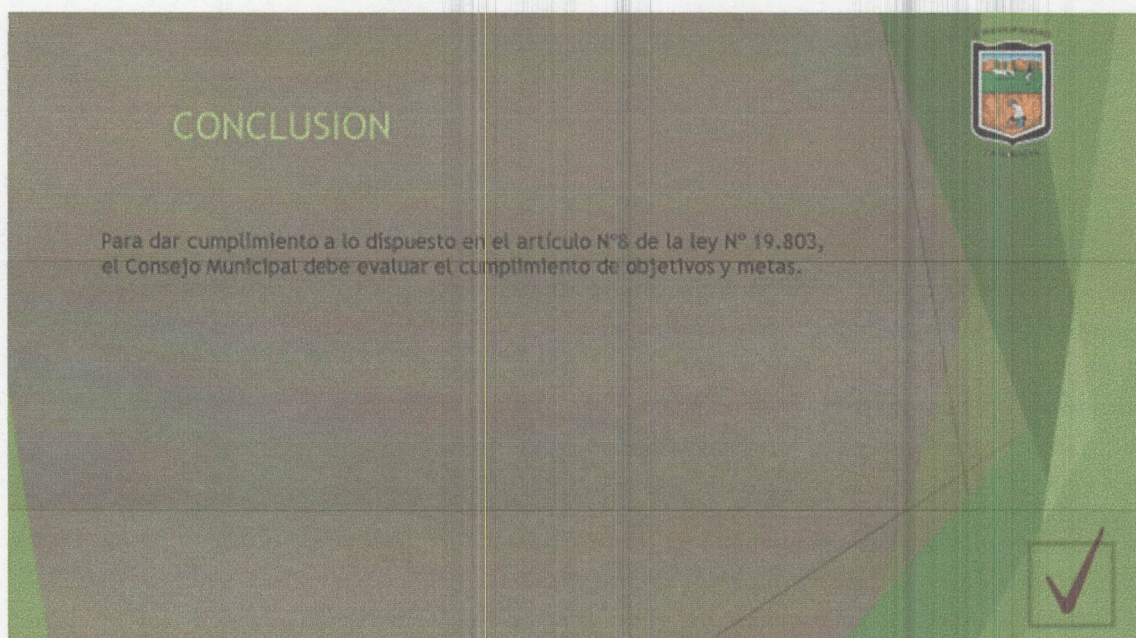 CONCLUSION
Para dar cumplimiento a lo dispuesto en el artículo N°8 de la ley N° 19.803,
el Consejo Municipal debe evaluar el cumplimiento de objetivos y metas.